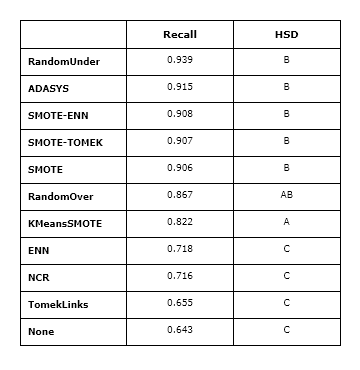 Recall HSD
RandomUnder 0.939 B
ADASYS 0.915 B
SMOTE-ENN 0.908 B
SMOTE-TOMEK 0.907 B
SMOTE 0.906 B
RandomOver 0.867 AB
KMeansSMOTE 0.822 A
ENN 0.718 C
NCR 0.716 C
TomekLinks 0.655 C
None 0.643 C